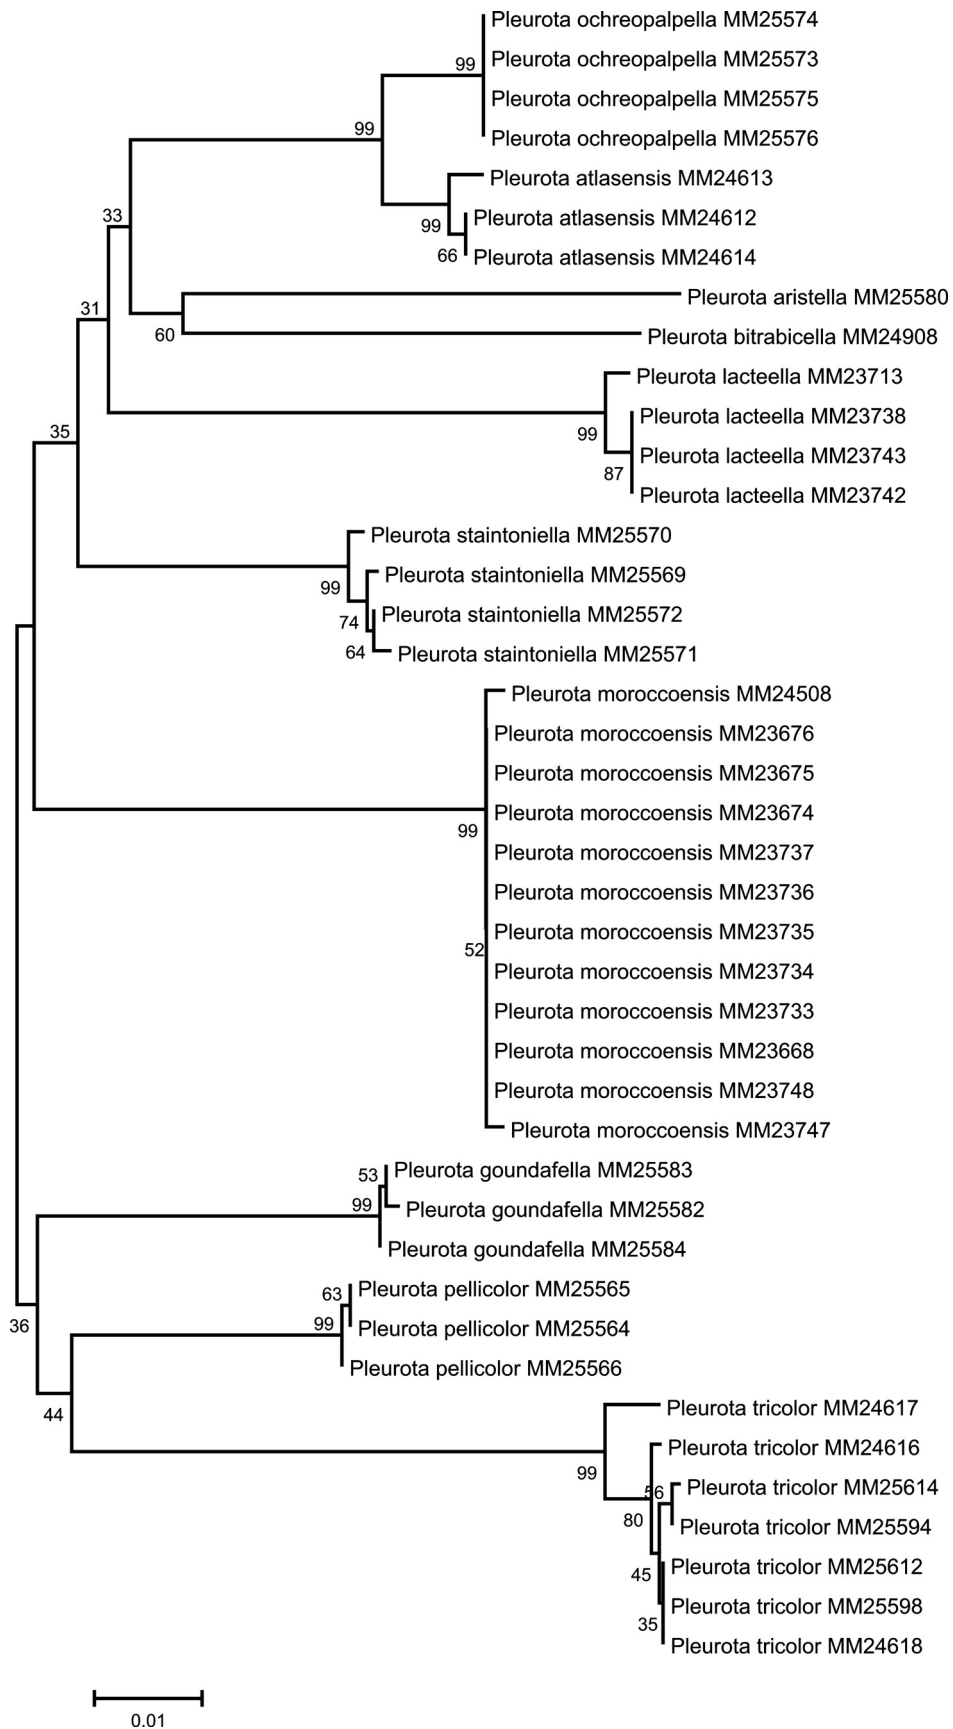 Pleurota ochreopalpella MM25574
99
Pleurota ochreopalpella MM25573
Pleurota ochreopalpella MM25575
99
Pleurota ochreopalpella MM25576
Pleurota atlasensis MM24613
33
Pleurota atlasensis MM24612
99
66
Pleurota atlasensis MM24614
Pleurota aristella MM25580
31
60
Pleurota bitrabicella MM24908
Pleurota lacteella MM23713
Pleurota lacteella MM23738
35
99
Pleurota lacteella MM23743
87
Pleurota lacteella MM23742
Pleurota staintoniella MM25570
Pleurota staintoniella MM25569
99
Pleurota staintoniella MM25572
74
64
Pleurota staintoniella MM25571
Pleurota moroccoensis MM24508
Pleurota moroccoensis MM23676
Pleurota moroccoensis MM23675
Pleurota moroccoensis MM23674
99
Pleurota moroccoensis MM23737
Pleurota moroccoensis MM23736
Pleurota moroccoensis MM23735
52
Pleurota moroccoensis MM23734
Pleurota moroccoensis MM23733
Pleurota moroccoensis MM23668
Pleurota moroccoensis MM23748
Pleurota moroccoensis MM23747
53
Pleurota goundafella MM25583
99
Pleurota goundafella MM25582
Pleurota goundafella MM25584
63
Pleurota pellicolor MM25565
99
Pleurota pellicolor MM25564
36
Pleurota pellicolor MM25566
44
Pleurota tricolor MM24617
Pleurota tricolor MM24616
99
56
Pleurota tricolor MM25614
80
Pleurota tricolor MM25594
45
Pleurota tricolor MM25612
Pleurota tricolor MM25598
35
Pleurota tricolor MM24618
0.01